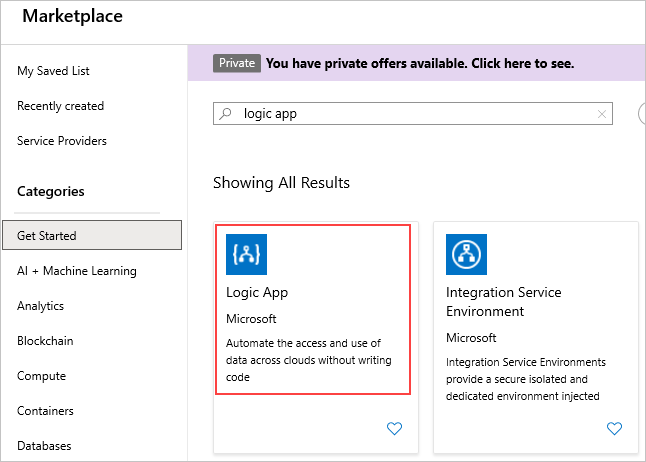 Marketplace
My Saved List
Recently created
Service Providers
Categories
Get Started
AI + Machine Learning
Analytics
Blockchain
Compute
Containers
Databases
Private You have private offers available. Click here to see.
logic app
Showing All Results
Logic App
Microsoft
Automate the access and use of
data across clouds without writing
code
Integration Service
Environment
Microsoft
Integration Service Environments
provide a secure isolated and
dedicated environment injected